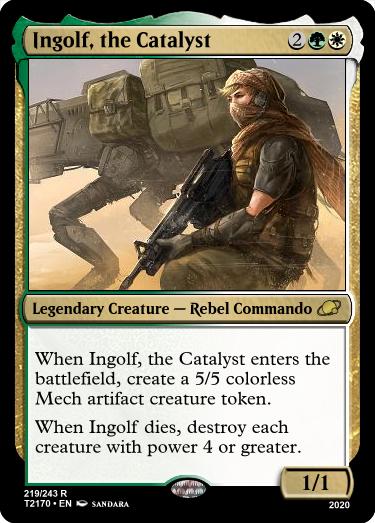 Ingolf, the Catalyst 2
Legendary Creature — Rebel Commando
When Ingolf, the Catalyst enters the
battlefield, create a 5/5 colorless
Mech artifact creature token.
When Ingolf dies, destroy each
creature with power 4 or greater.
1/1
219/243 R
T2170 • EN SANDARA
2020